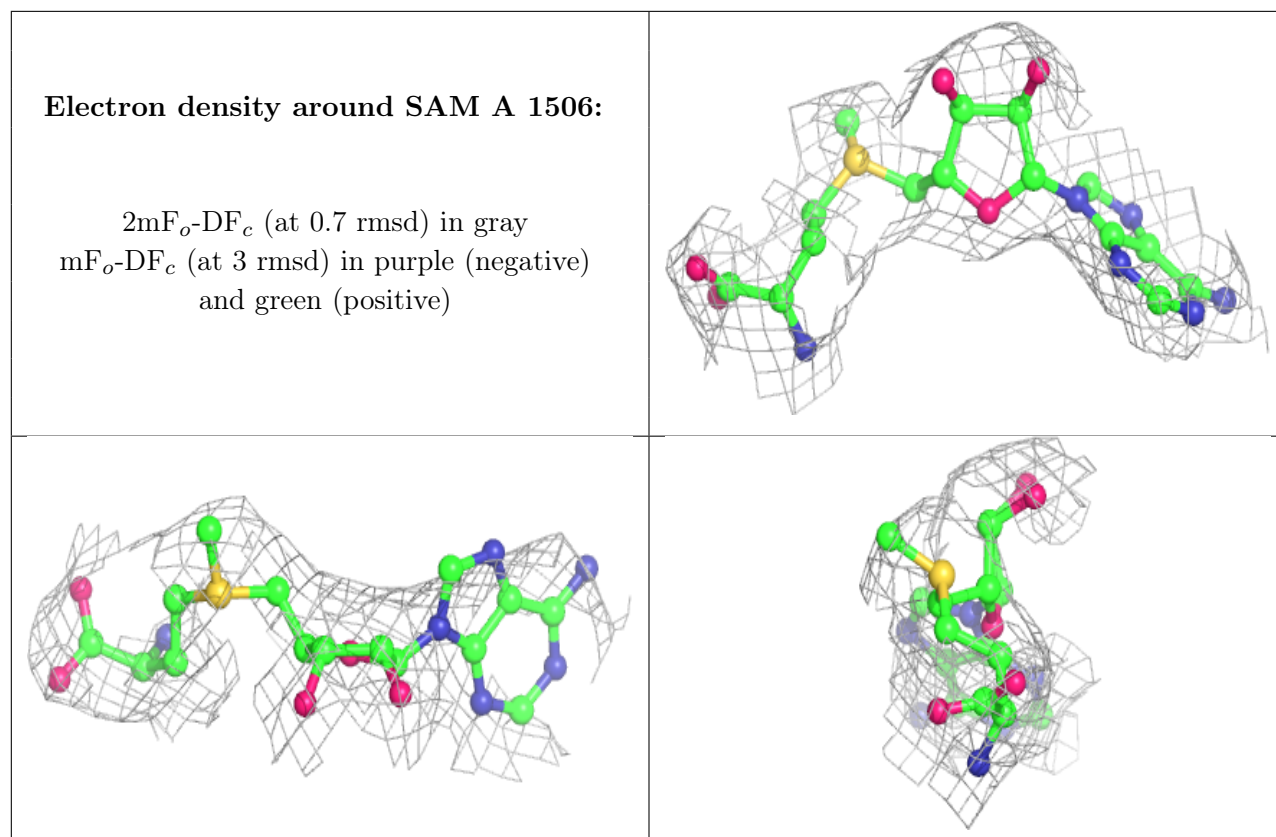 Electron density around SAM A 1506:
2mFₒ-DF𝒸 (at 0.7 rmsd) in gray
mFₒ-DF𝒸 (at 3 rmsd) in purple (negative)
and green (positive)